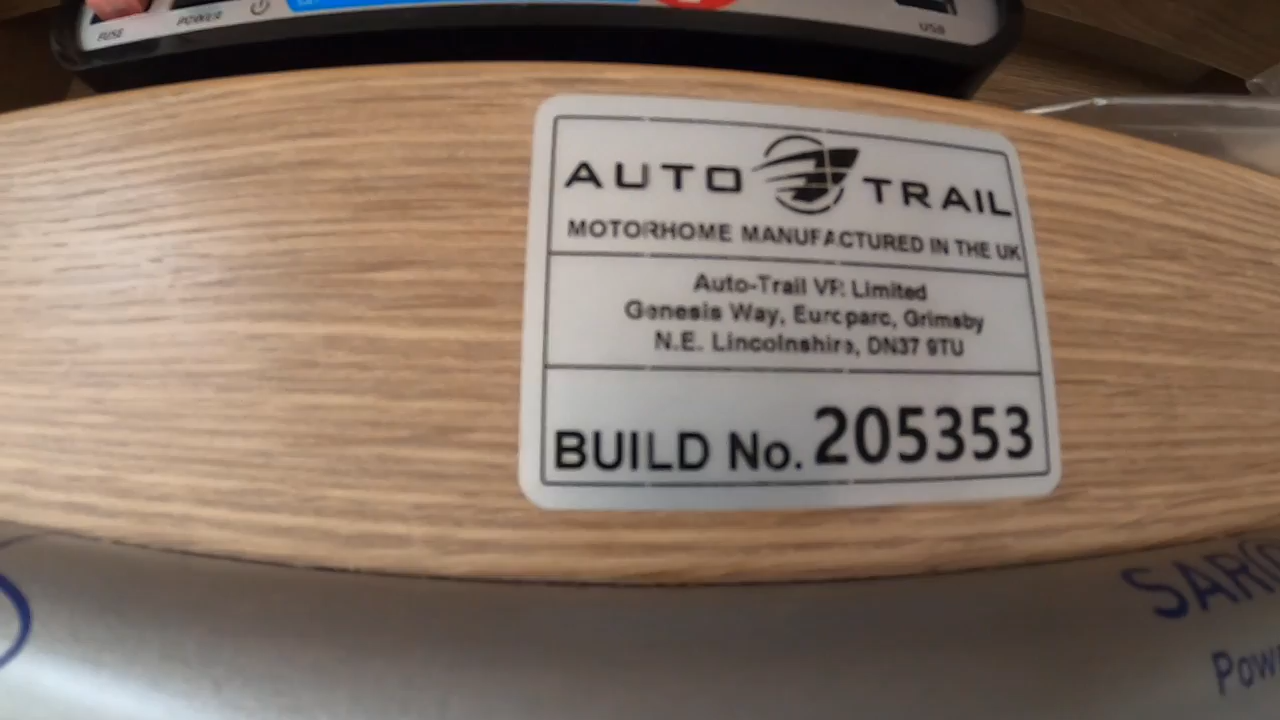 FUSE
POWER
USB
AUTO TRAIL
MOTORHOME MANUFACTURED IN THE UK
Auto-Trail VR Limited
Genesis Way, Europarc, Grimsby
N.E. Lincolnshire, DN37 9TU
BUILD No. 205353